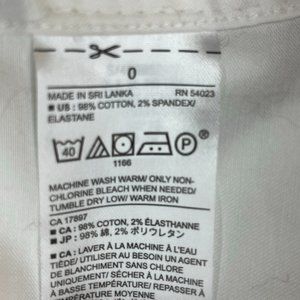 0
MADE IN SRI LANKA RN 54023
■ US : 98% COTTON, 2% SPANDEX/
ELASTANE
40 P ®
1166
MACHINE WASH WARM/ ONLY NON-
CHLORINE BLEACH WHEN NEEDED/
TUMBLE DRY LOW/ WARM IRON
CA 17897
■ CA : 98% COTON, 2% ÉLASTHANNE
■ JP : 98% 綿, 2% ポリウレタン
■ CA : LAVER À LA MACHINE À L'EAU
TIÈDE/ UTILISER AU BESOIN UN AGENT
DE BLANCHIMENT SANS CHLORE
UNIQUEMENT/ SÉCHER À LA MACHINE
À BASSE TEMPÉRATURE/ REPASSER